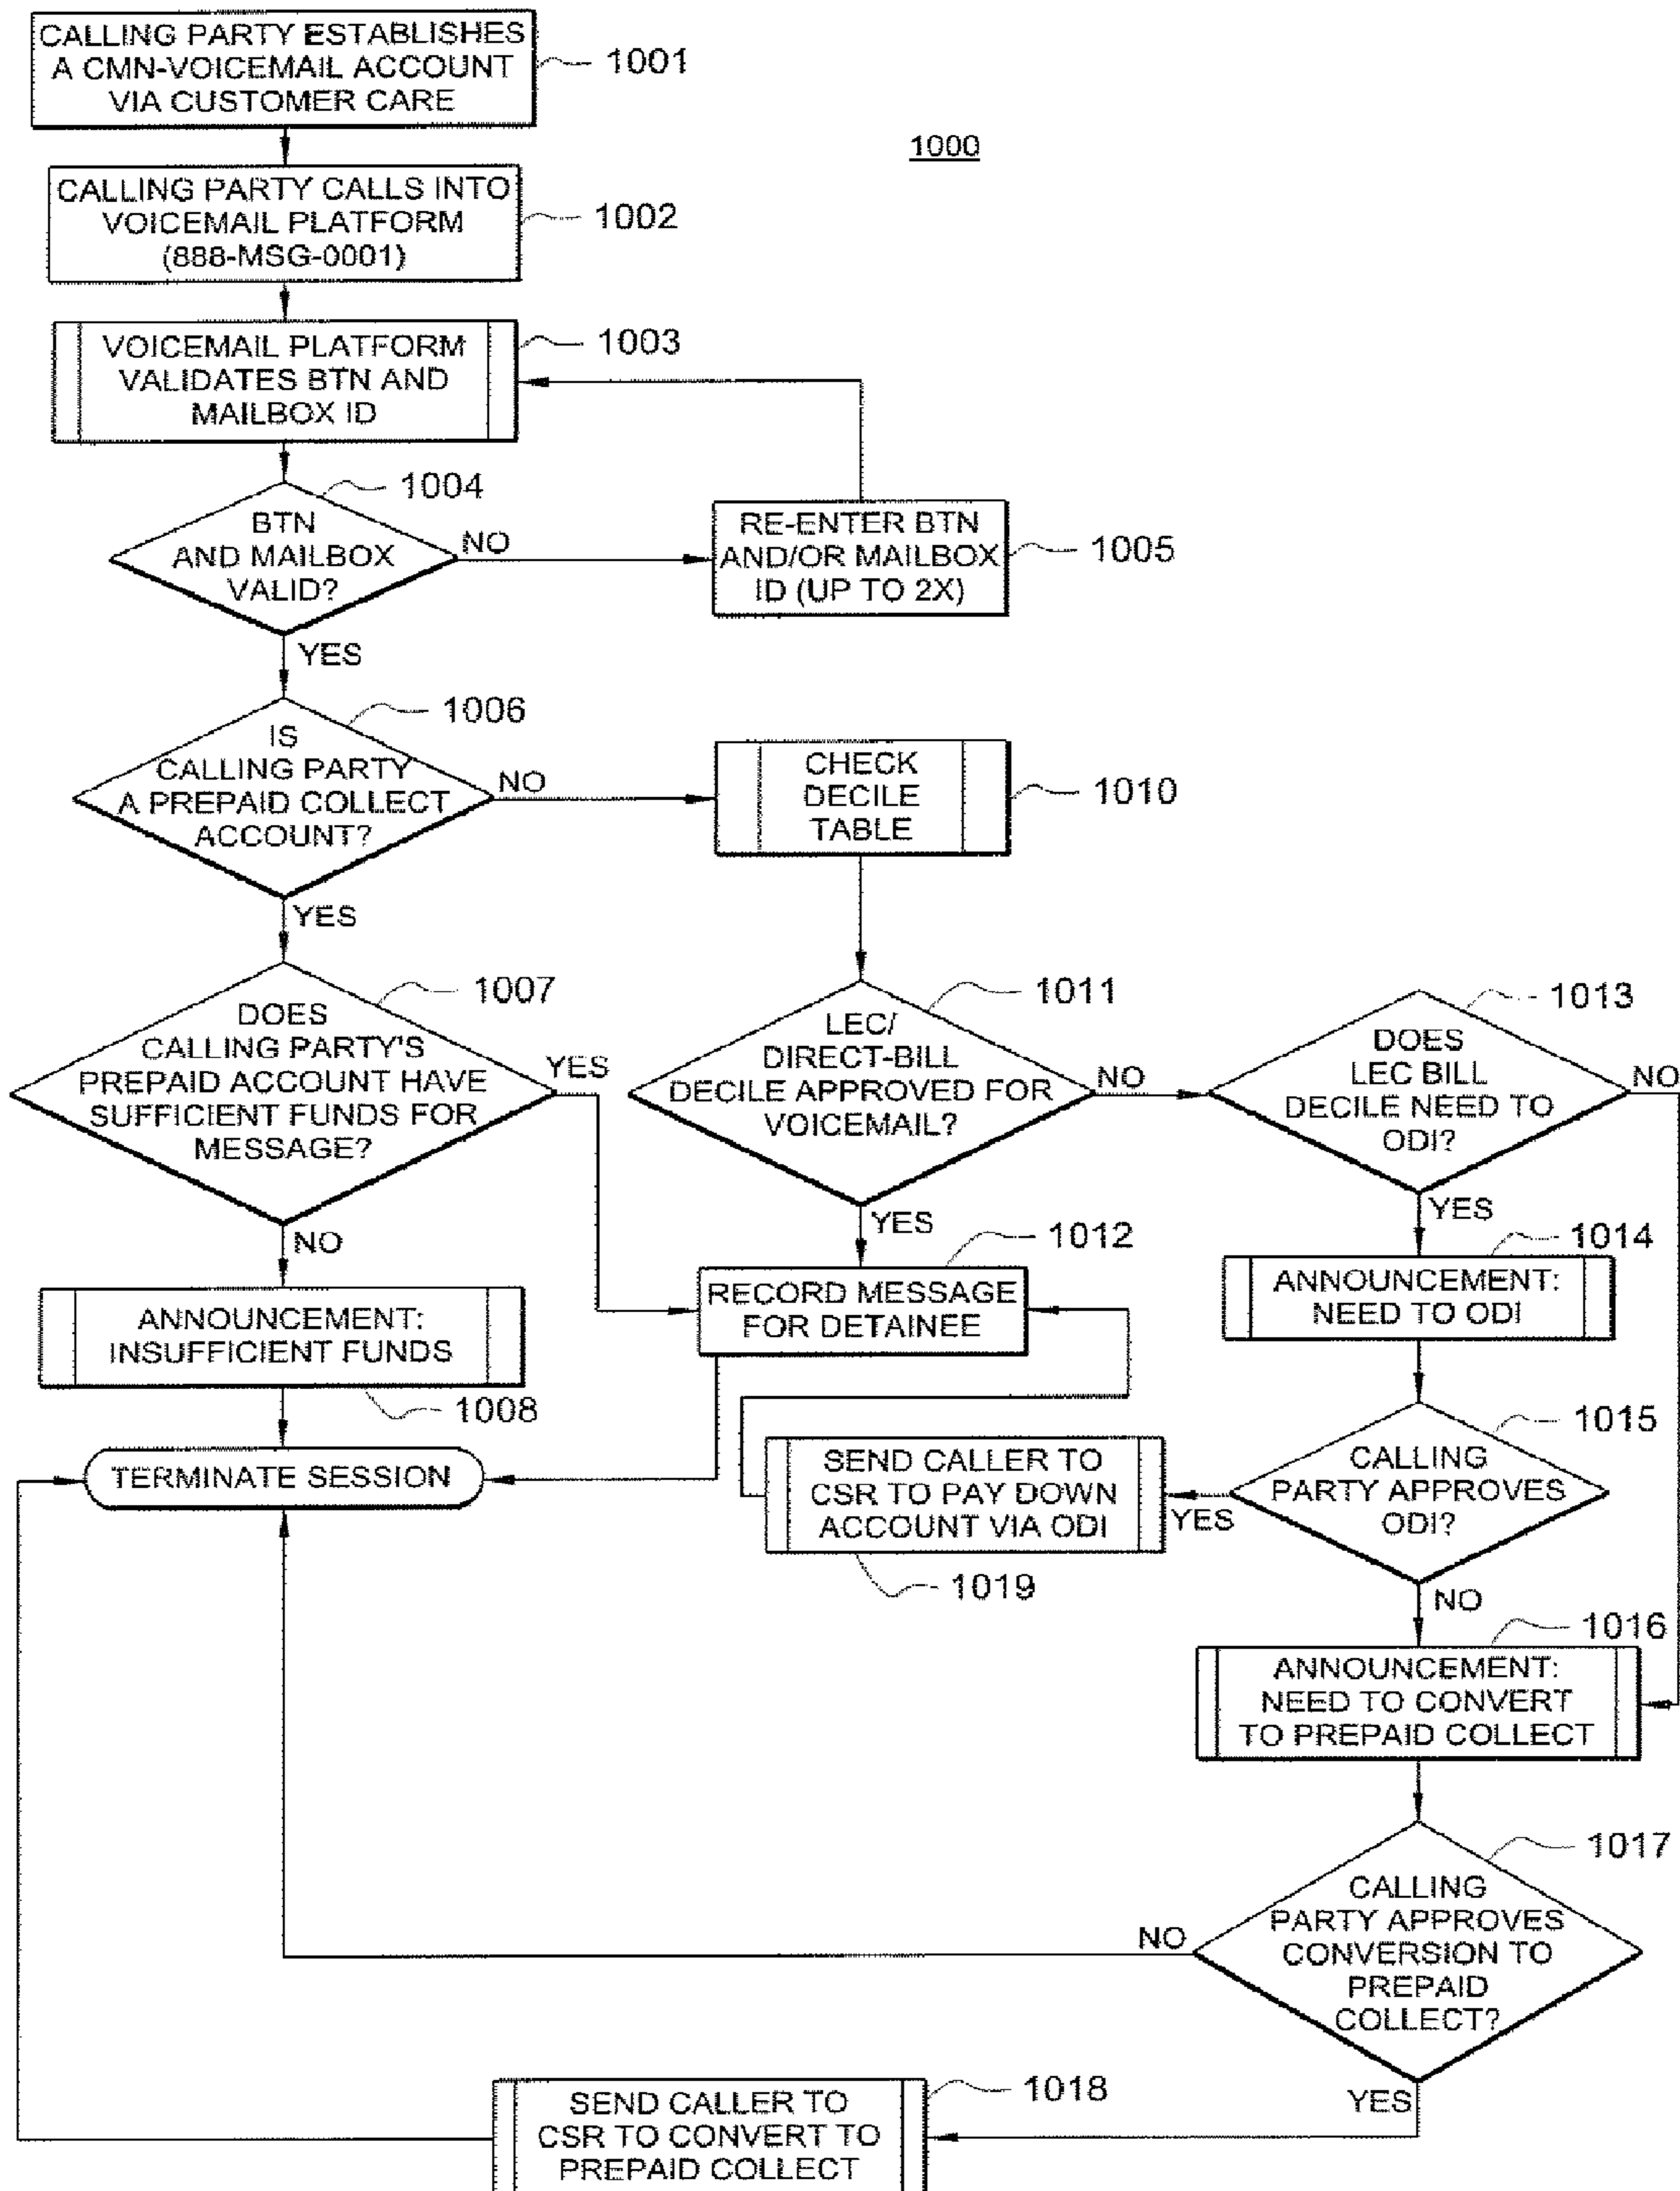 CALLING PARTY ESTABLISHES
A CMN-VOICEMAIL ACCOUNT
VIA CUSTOMER CARE
1001
1000
CALLING PARTY CALLS INTO
VOICEMAIL PLATFORM
(888-MSG-0001)
1002
VOICEMAIL PLATFORM
VALIDATES BTN AND
MAILBOX ID
1003
BTN
AND MAILBOX
VALID?
1004
NO
YES
RE-ENTER BTN
AND/OR MAILBOX
ID (UP TO 2X)
1005
IS
CALLING PARTY
A PREPAID COLLECT
ACCOUNT?
1006
NO
YES
CHECK
DECILE
TABLE
1010
DOES
CALLING PARTY'S
PREPAID ACCOUNT HAVE
SUFFICIENT FUNDS FOR
MESSAGE?
1007
YES
NO
LEC/
DIRECT-BILL
DECILE APPROVED FOR
VOICEMAIL?
1011
NO
YES
DOES
LEC BILL
DECILE NEED TO
ODI?
1013
NO
YES
ANNOUNCEMENT:
INSUFFICIENT FUNDS
1008
RECORD MESSAGE
FOR DETAINEE
1012
ANNOUNCEMENT:
NEED TO ODI
1014
TERMINATE SESSION
SEND CALLER TO
CSR TO PAY DOWN
ACCOUNT VIA ODI
1019
YES
CALLING
PARTY APPROVES
ODI?
1015
NO
ANNOUNCEMENT:
NEED TO CONVERT
TO PREPAID COLLECT
1016
CALLING
PARTY APPROVES
CONVERSION TO
PREPAID
COLLECT?
1017
NO
YES
SEND CALLER TO
CSR TO CONVERT TO
PREPAID COLLECT
1018